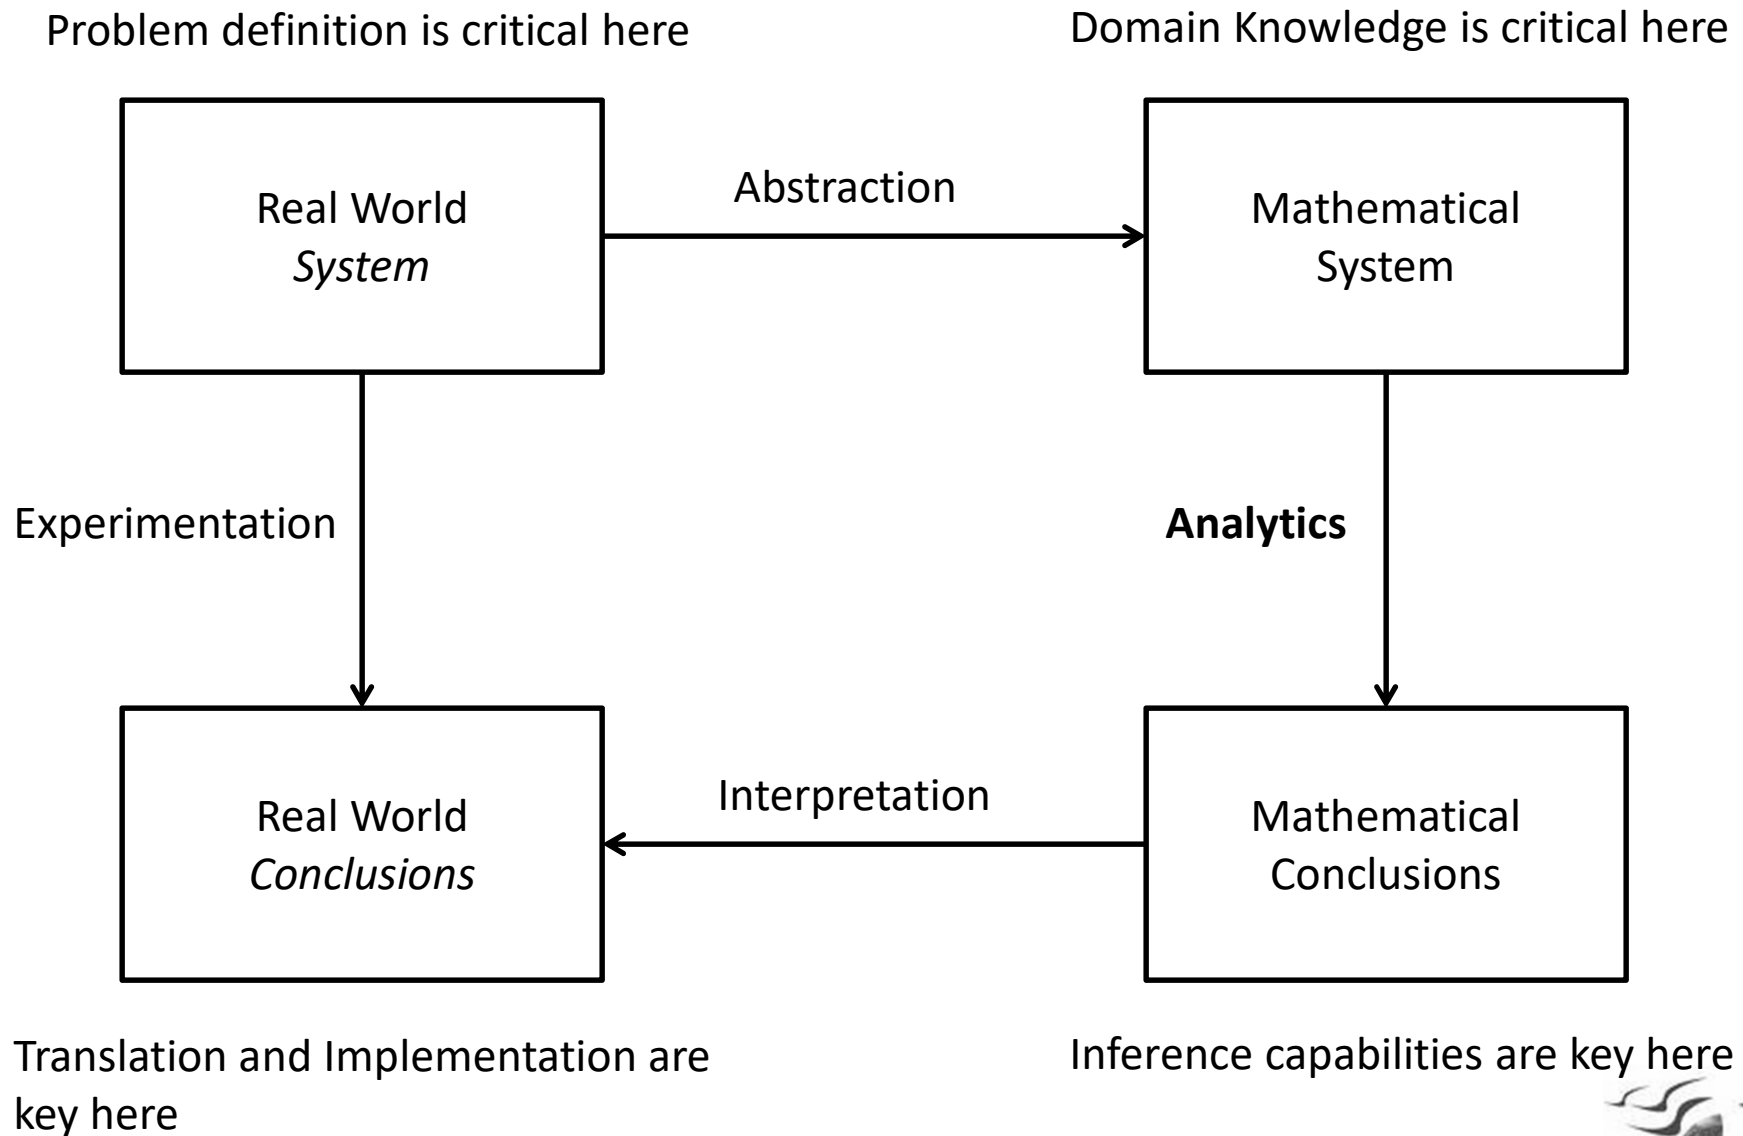 Problem definition is critical here
Domain Knowledge is critical here
Real World
System
Abstraction
Mathematical
System
Experimentation
Analytics
Real World
Conclusions
Interpretation
Mathematical
Conclusions
Translation and Implementation are
key here
Inference capabilities are key here